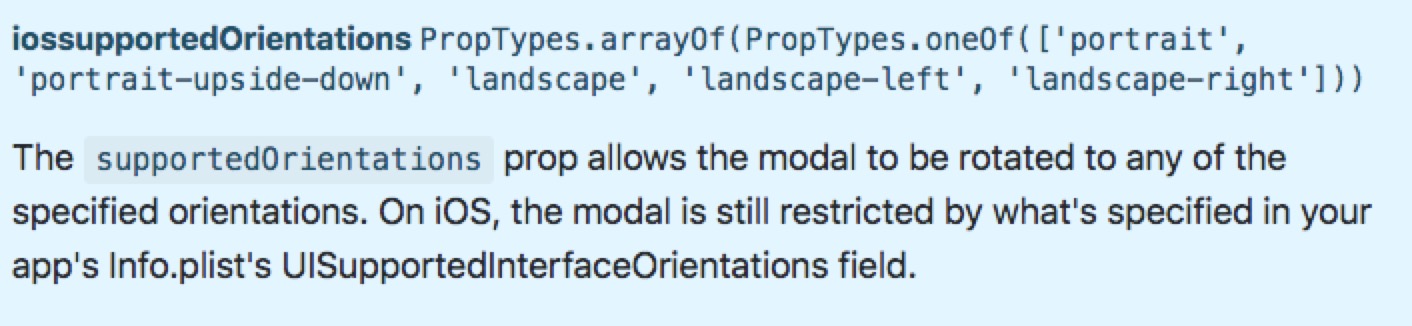 iossupportedOrientations PropTypes.arrayOf(PropTypes.oneOf(['portrait',
'portrait-upside-down', 'landscape', 'landscape-left', 'landscape-right']))
The supportedOrientations prop allows the modal to be rotated to any of the
specified orientations. On iOS, the modal is still restricted by what's specified in your
app's Info.plist's UISupportedInterfaceOrientations field.